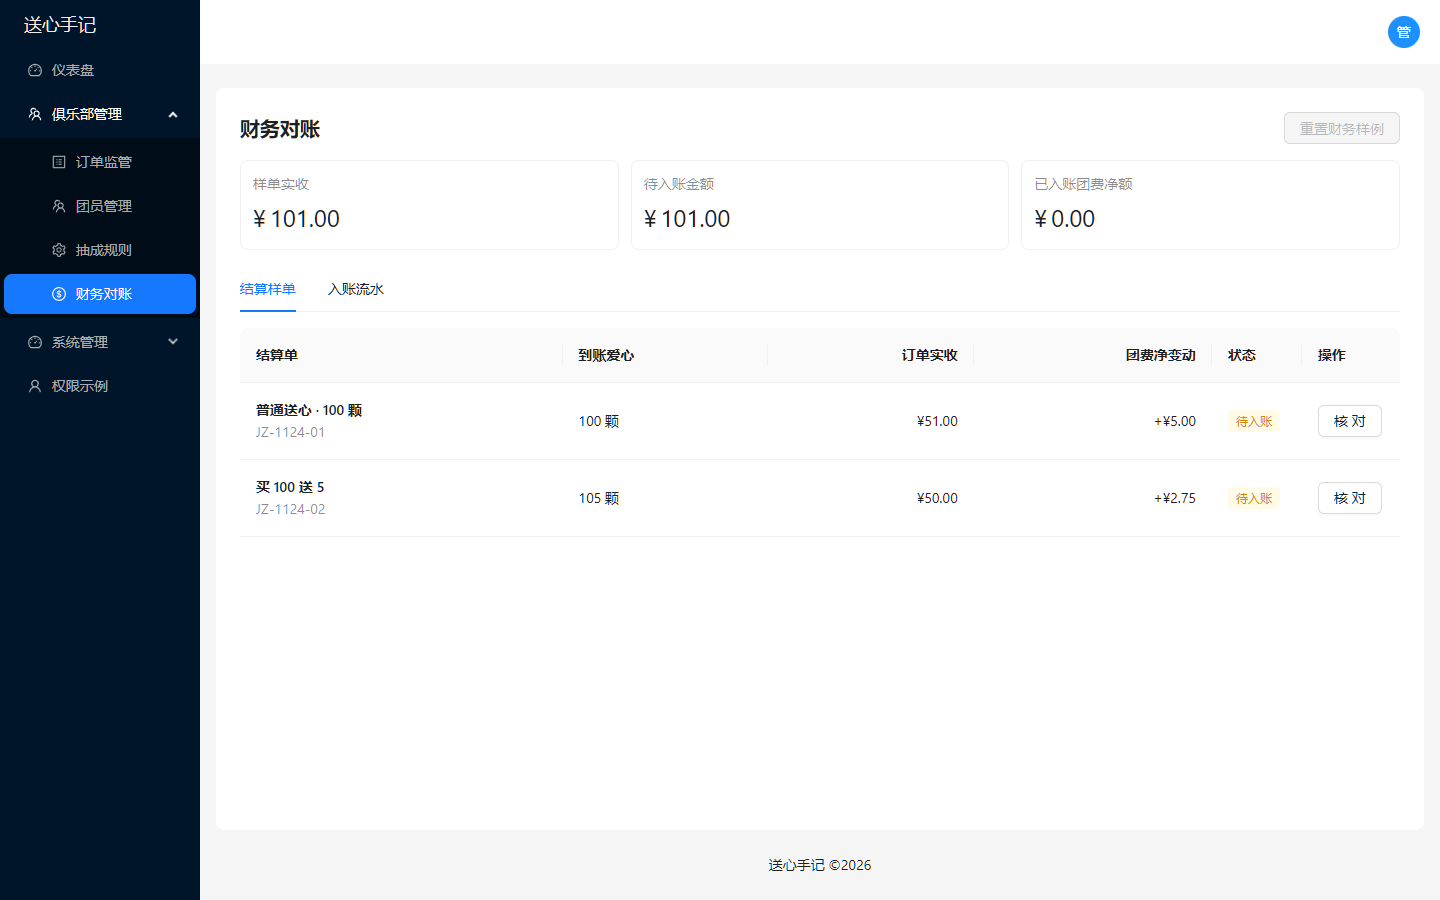 送心手记
管
仪表盘
俱乐部管理
订单监管
团员管理
抽成规则
财务对账
系统管理
权限示例
财务对账
重置财务样例
样单实收
¥ 101.00
待入账金额
¥ 101.00
已入账团费净额
¥ 0.00
结算样单 入账流水
结算单 到账爱心 订单实收 团费净变动 状态 操作
普通送心 · 100 颗
JZ-1124-01
100 颗 ¥51.00 +¥5.00 待入账 核 对
买 100 送 5
JZ-1124-02
105 颗 ¥50.00 +¥2.75 待入账 核 对
送心手记 ©2026